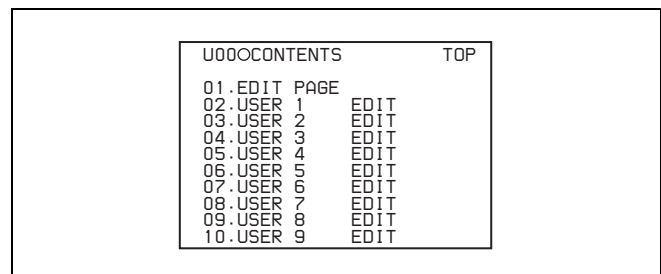 U00○CONTENTS TOP
01.EDIT PAGE
02.USER 1 EDIT
03.USER 2 EDIT
04.USER 3 EDIT
05.USER 4 EDIT
06.USER 5 EDIT
07.USER 6 EDIT
08.USER 7 EDIT
09.USER 8 EDIT
10.USER 9 EDIT